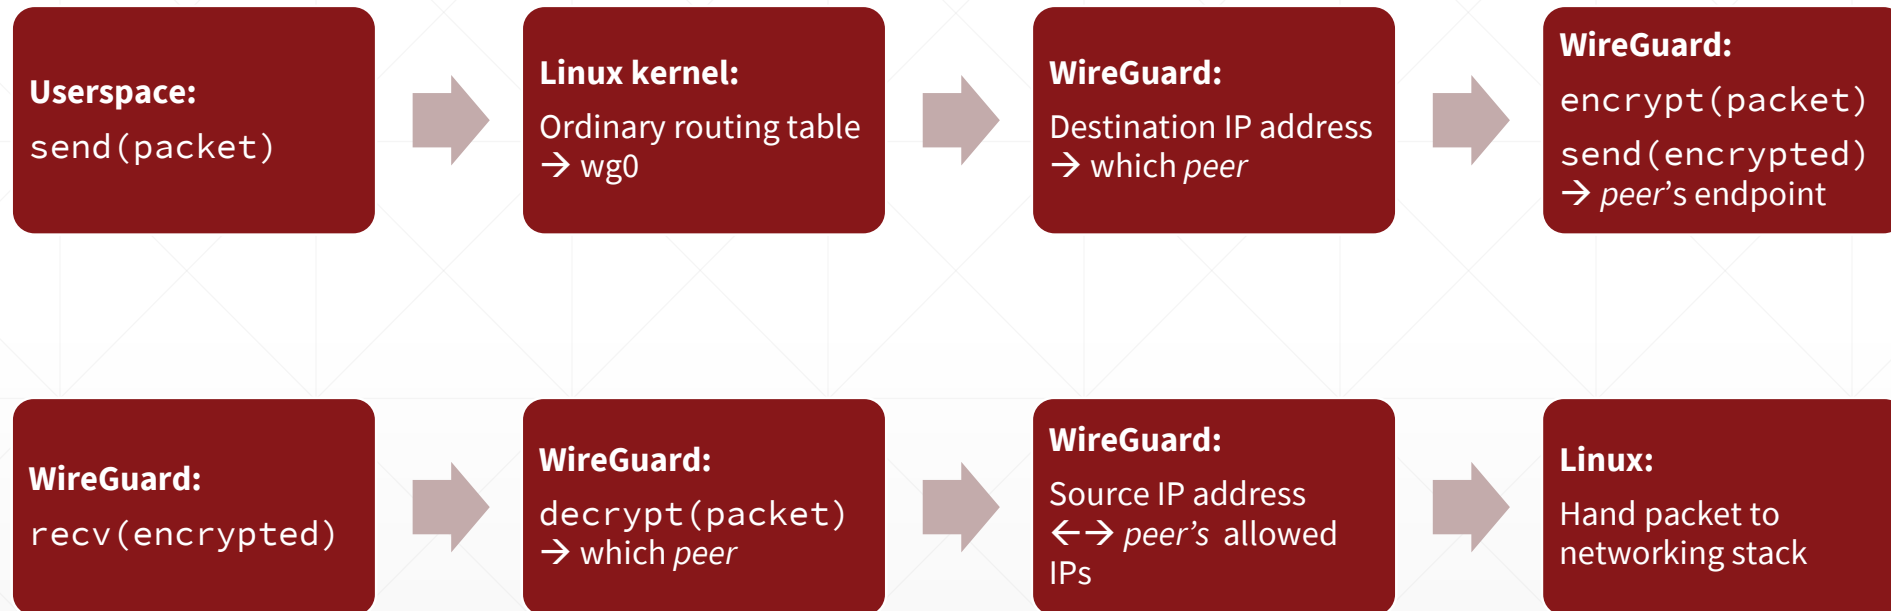 Userspace:
send(packet)
Linux kernel:
Ordinary routing table
→ wg0
WireGuard:
Destination IP address
→ which peer
WireGuard:
encrypt(packet)
send(encrypted)
→ peer’s endpoint
WireGuard:
recv(encrypted)
WireGuard:
decrypt(packet)
→ which peer
WireGuard:
Source IP address
←→ peer’s allowed
IPs
Linux:
Hand packet to
networking stack